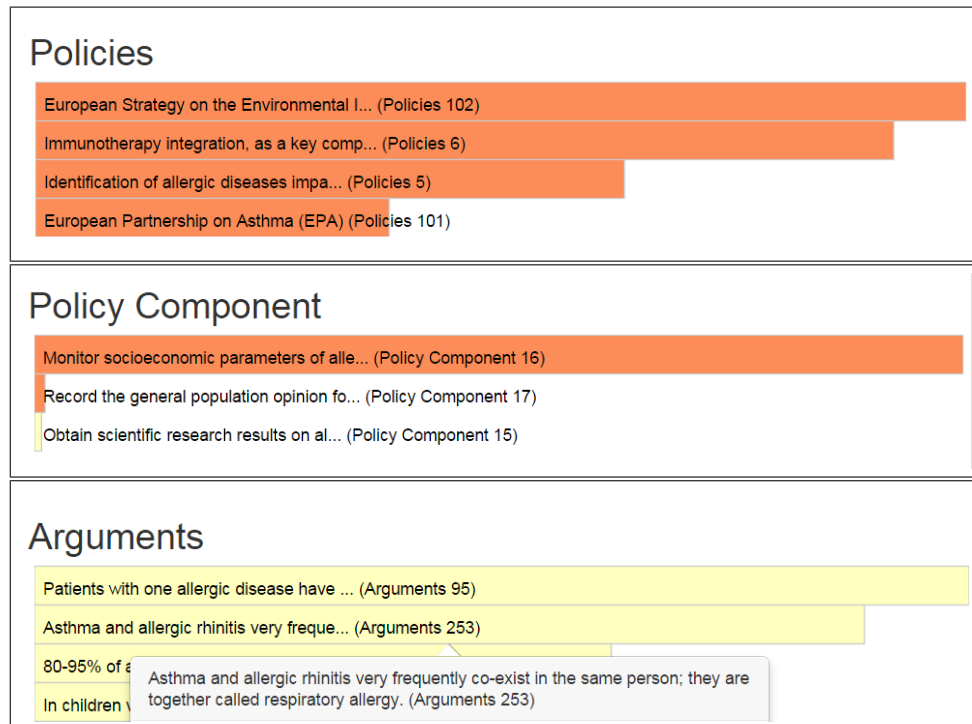 Policies
European Strategy on the Environmental I... (Policies 102)
Immunotherapy integration, as a key comp... (Policies 6)
Identification of allergic diseases impa... (Policies 5)
European Partnership on Asthma (EPA) (Policies 101)
Policy Component
Monitor socioeconomic parameters of alle... (Policy Component 16)
Record the general population opinion fo... (Policy Component 17)
Obtain scientific research results on al... (Policy Component 15)
Arguments
Patients with one allergic disease have ... (Arguments 95)
Asthma and allergic rhinitis very freque... (Arguments 253)
80-95% of
Asthma and allergic rhinitis very frequently co-exist in the same person; they are
together called respiratory allergy. (Arguments 253)
In children